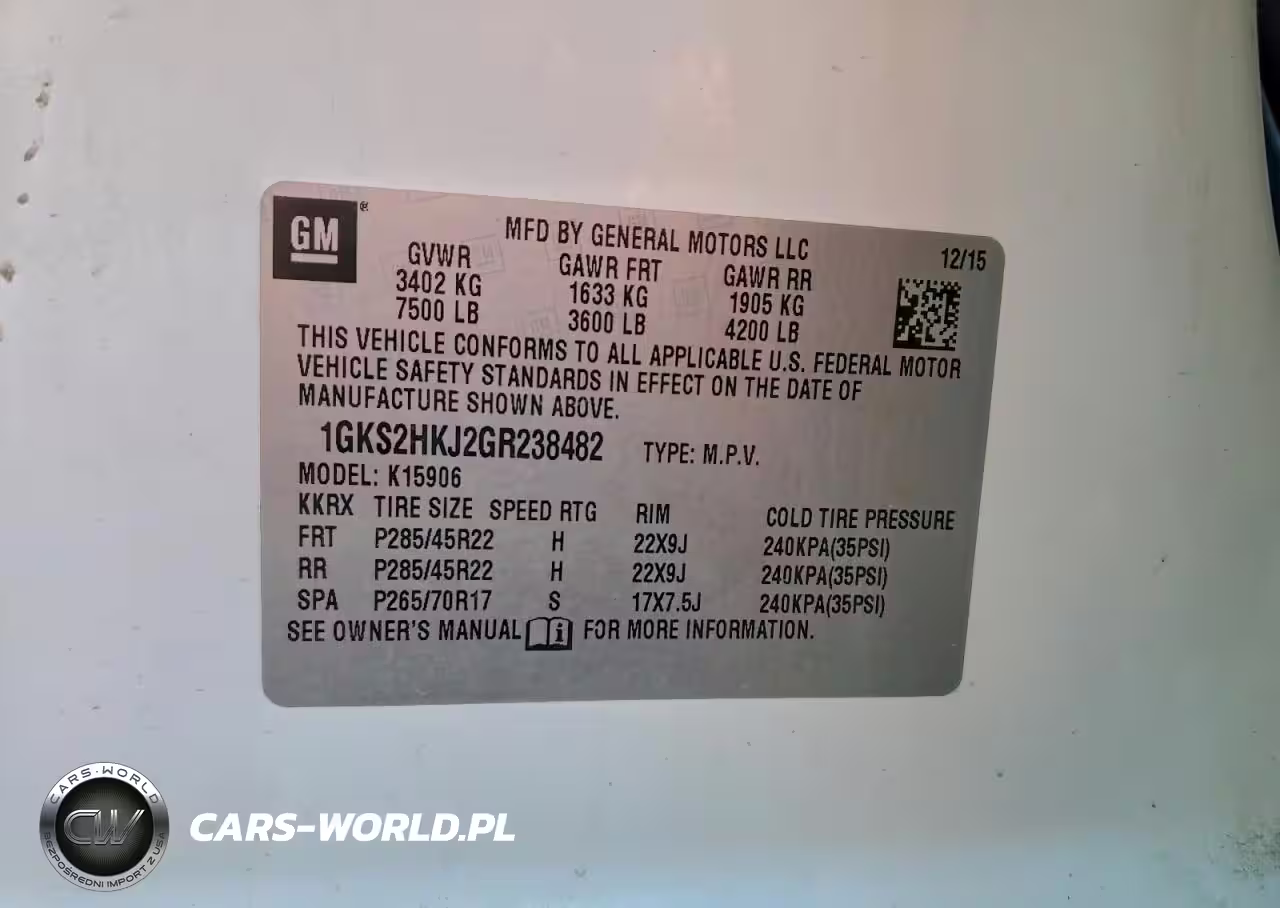 GM ®
MFD BY GENERAL MOTORS LLC
12/15
GVWR GAWR FRT GAWR RR
3402 KG 1633 KG 1905 KG
7500 LB 3600 LB 4200 LB
THIS VEHICLE CONFORMS TO ALL APPLICABLE U.S. FEDERAL MOTOR
VEHICLE SAFETY STANDARDS IN EFFECT ON THE DATE OF
MANUFACTURE SHOWN ABOVE.
1GKS2HKJ2GR238482 TYPE: M.P.V.
MODEL: K15906
KKRX TIRE SIZE SPEED RTG RIM COLD TIRE PRESSURE
FRT P285/45R22 H 22X9J 240KPA(35PSI)
RR P285/45R22 H 22X9J 240KPA(35PSI)
SPA P265/70R17 S 17X7.5J 240KPA(35PSI)
SEE OWNER'S MANUAL i FOR MORE INFORMATION.
CARS-WORLD
CW
BEZPOŚREDNI IMPORT Z USA
CARS-WORLD.PL